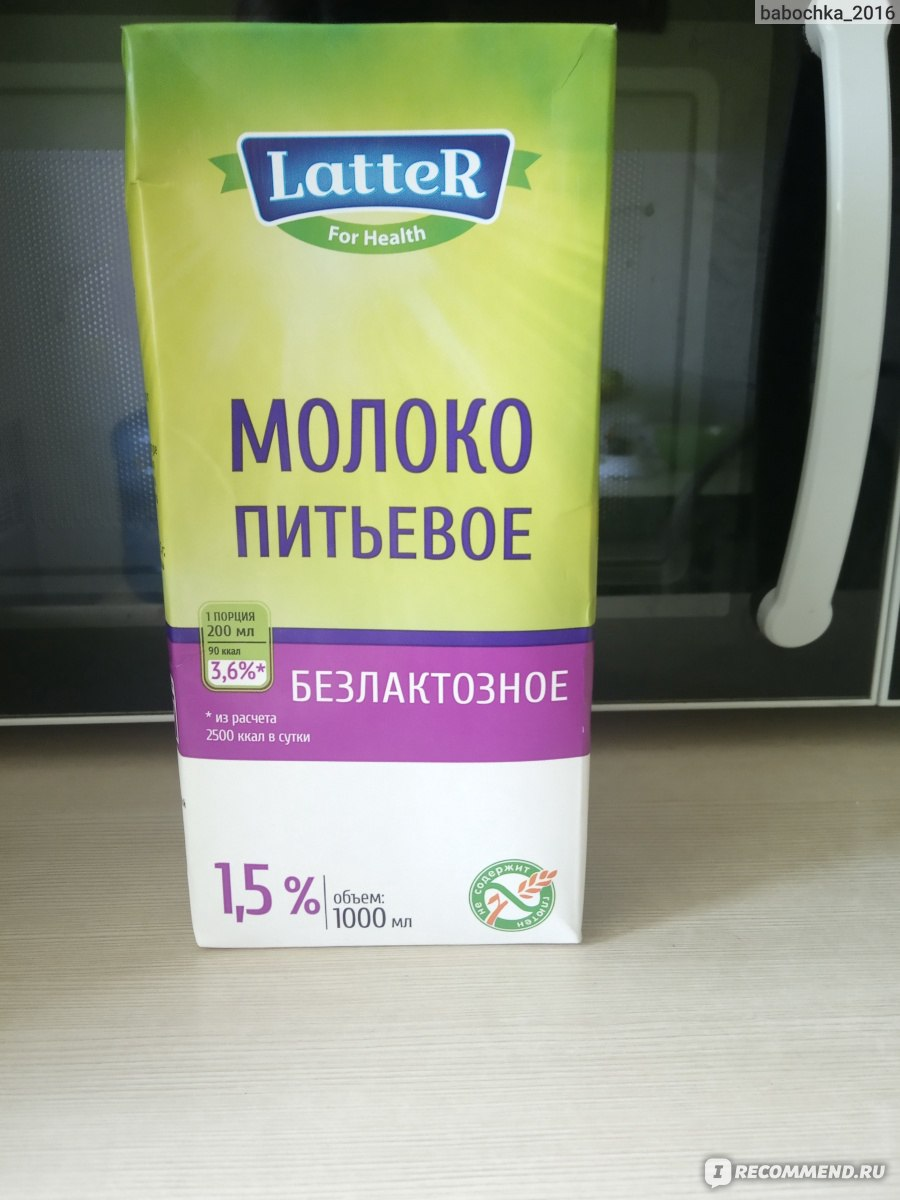 babochka_2016
LatteR
For Health
МОЛОКО
ПИТЬЕВОЕ
1 ПОРЦИЯ
200 мл
90 ккал
3,6%*
БЕЗЛАКТОЗНОЕ
* из расчета
2500 ккал в сутки
1,5 %
объем:
1000 мл
не содержит
глютен
IRECOMMEND.RU